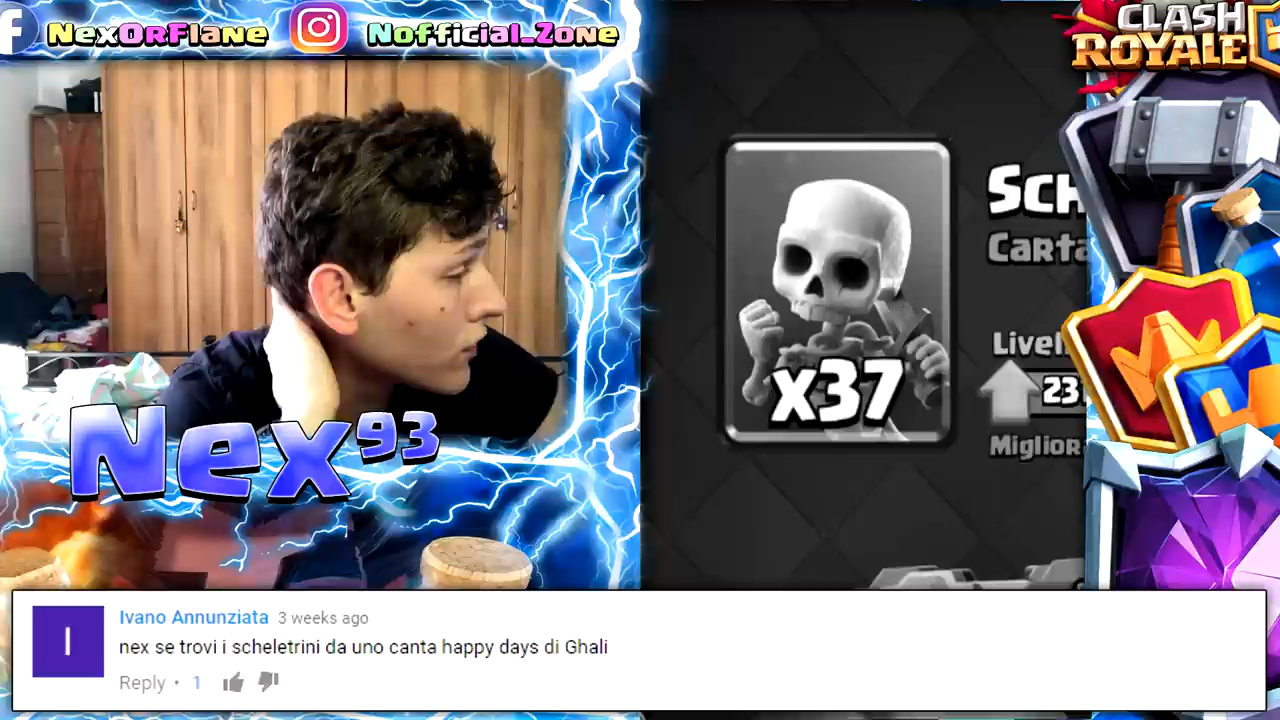 f NexOrFlane Nofficial_Zone
CLASH
ROYALE
Sch
Carta
x37
Livel
23
Miglior
Nex93
I
Ivano Annunziata 3 weeks ago
nex se trovi i scheletrini da uno canta happy days di Ghali
Reply • 1